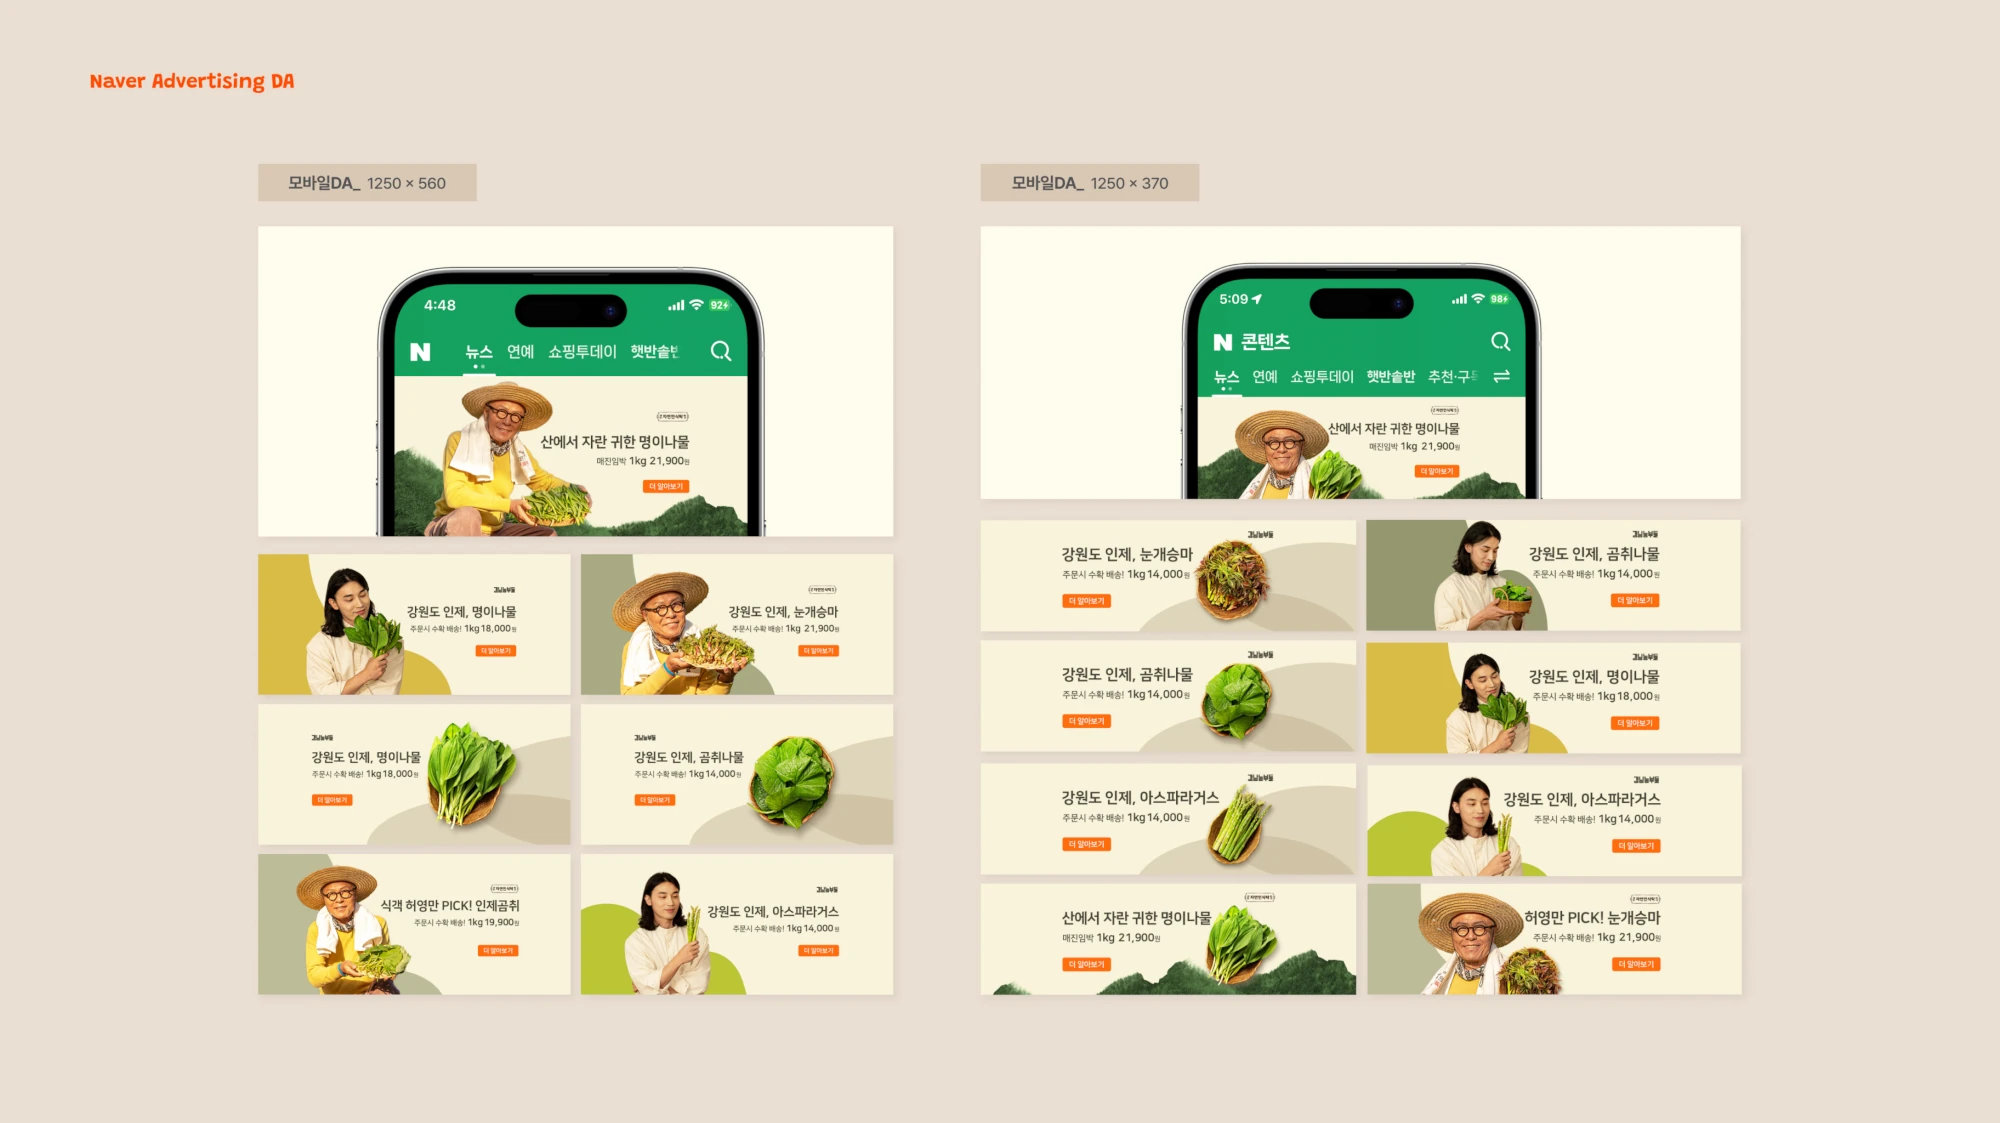 Naver Advertising DA
모바일DA_ 1250 × 560
4:48
92
N 뉴스 연예 쇼핑투데이 햇반솥반
산에서 자란 귀한 명이나물
매진임박 1kg 21,900원
더 알아보기
강원도 인제, 명이나물
주문시 수확 배송! 1kg 18,000원
더 알아보기
강원도 인제, 눈개승마
주문시 수확 배송! 1kg 21,900원
더 알아보기
강원도 인제, 명이나물
주문시 수확 배송! 1kg 18,000원
더 알아보기
강원도 인제, 곰취나물
주문시 수확 배송! 1kg 14,000원
더 알아보기
식객 허영만 PICK! 인제곰취
주문시 수확 배송! 1kg 19,900원
더 알아보기
강원도 인제, 아스파라거스
주문시 수확 배송! 1kg 14,000원
더 알아보기
모바일DA_ 1250 × 370
5:09
98
N 콘텐츠
뉴스 연예 쇼핑투데이 햇반솥반 추천·구독
산에서 자란 귀한 명이나물
매진임박 1kg 21,900원
더 알아보기
강원도 인제, 눈개승마
주문시 수확 배송! 1kg 14,000원
더 알아보기
강원도 인제, 곰취나물
주문시 수확 배송! 1kg 14,000원
더 알아보기
강원도 인제, 곰취나물
주문시 수확 배송! 1kg 14,000원
더 알아보기
강원도 인제, 명이나물
주문시 수확 배송! 1kg 18,000원
더 알아보기
강원도 인제, 아스파라거스
주문시 수확 배송! 1kg 14,000원
더 알아보기
강원도 인제, 아스파라거스
주문시 수확 배송! 1kg 14,000원
더 알아보기
산에서 자란 귀한 명이나물
매진임박 1kg 21,900원
더 알아보기
허영만 PICK! 눈개승마
주문시 수확 배송! 1kg 21,900원
더 알아보기